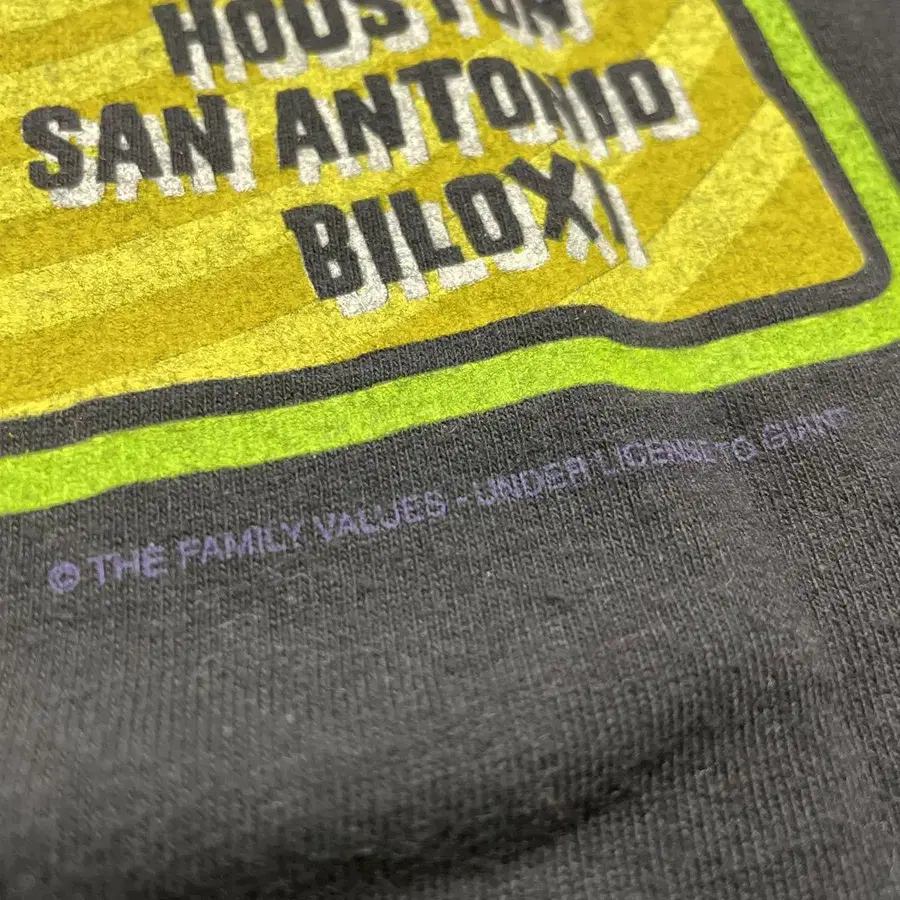 HOUSTON
SAN ANTONIO
BILOXI
© THE FAMILY VALUES - UNDER LICENSE TO GIANT